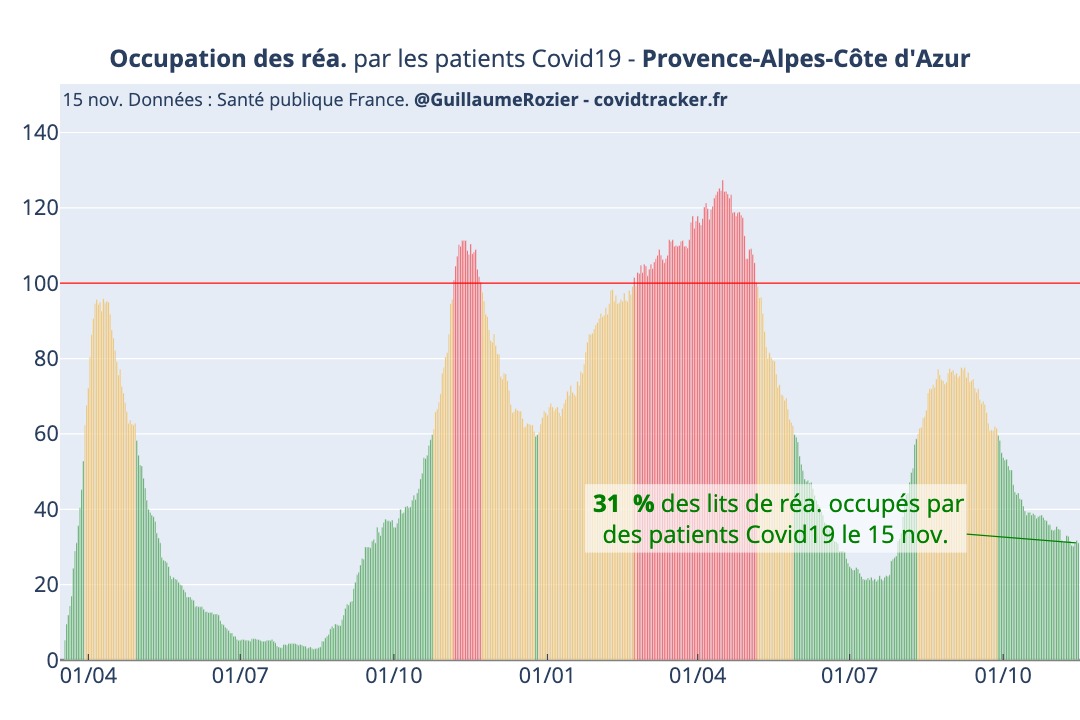 Occupation des réa. par les patients Covid19 - Provence-Alpes-Côte d'Azur
15 nov. Données : Santé publique France. @GuillaumeRozier - covidtracker.fr
140
120
100
80
60
40
20
0
31 % des lits de réa. occupés par
des patients Covid19 le 15 nov.
01/04 01/07 01/10 01/01 01/04 01/07 01/10